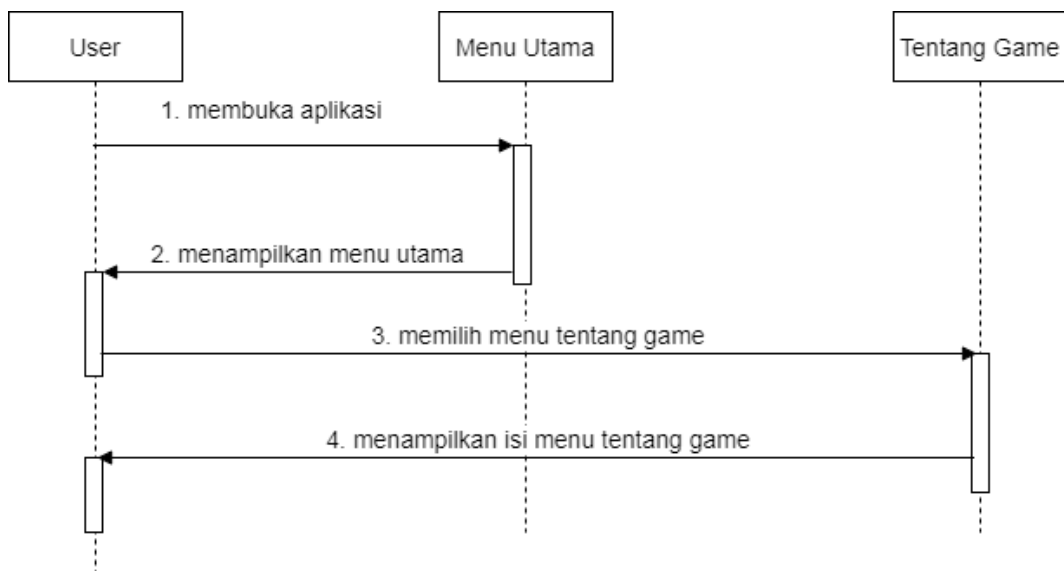 User
Menu Utama
Tentang Game
1. membuka aplikasi
2. menampilkan menu utama
3. memilih menu tentang game
4. menampilkan isi menu tentang game